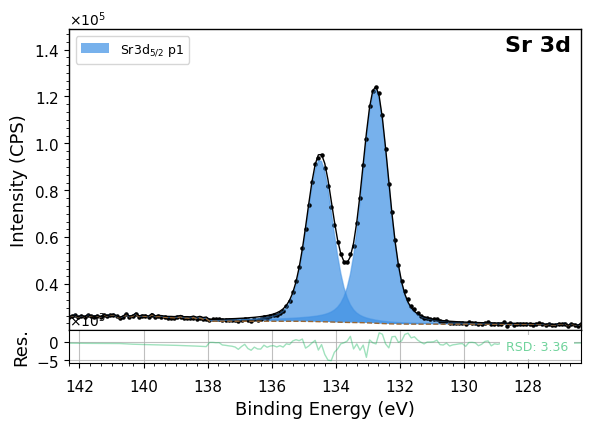 ×10⁵
Sr3d₅/₂ p1
Sr 3d
Intensity (CPS)
1.4
1.2
1.0
0.8
0.6
0.4
Res.
0
−5
RSD: 3.36
142 140 138 136 134 132 130 128
Binding Energy (eV)